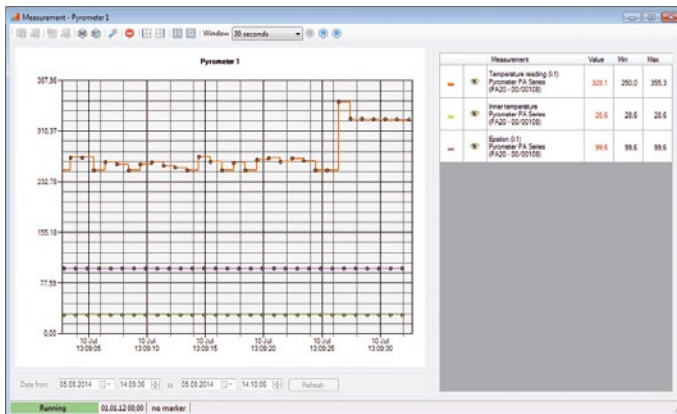 Measurement - Pyrometer 1
Window 30 seconds
Pyrometer 1
387.96
310.37
232.78
155.18
77.59
0.00
10 Jul 13:09:05
10 Jul 13:09:10
10 Jul 13:09:15
10 Jul 13:09:20
10 Jul 13:09:25
10 Jul 13:09:30
Measurement Value Min Max
Temperature reading (λ1)
Pyrometer PA Series
(PA20 - 00/00108)
328,1 250.0 355.3
Inner temperature
Pyrometer PA Series
(PA20 - 00/00108)
28,6 28.6 28,6
Epsilon (λ1)
Pyrometer PA Series
(PA20 - 00/00108)
99,6 99.6 99.6
Date from: 05.08.2014 14:09:36 to 05.08.2014 14:10:06 Refresh
Running 01.01.12 00:00 no marker